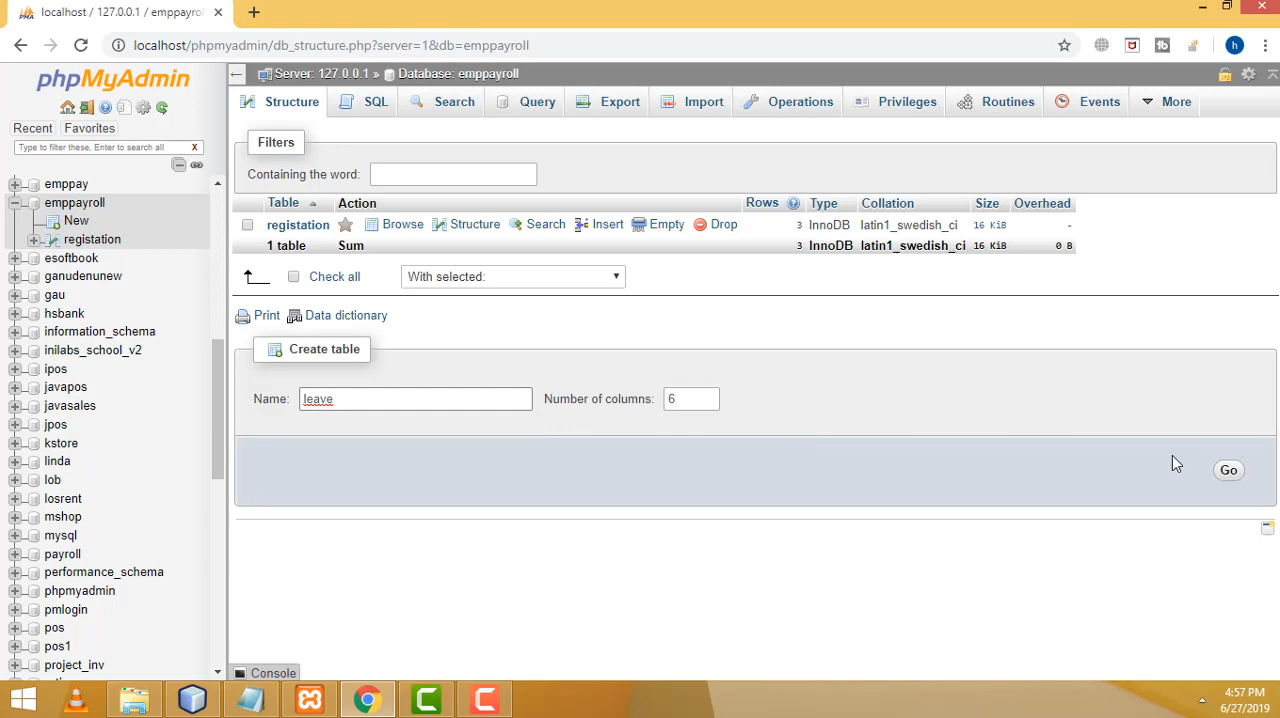 localhost / 127.0.0.1 / emppayro
localhost/phpmyadmin/db_structure.php?server=1&db=emppayroll
h
phpMyAdmin
Server: 127.0.0.1 » Database: emppayroll
Structure SQL Search Query Export Import Operations Privileges Routines Events More
Recent Favorites
Type to filter these, Enter to search all X
emppay
emppayroll
New
registation
esoftbook
ganudenunew
gau
hsbank
information_schema
inilabs_school_v2
ipos
javapos
javasales
jpos
kstore
linda
lob
losrent
mshop
mysql
payroll
performance_schema
phpmyadmin
pmlogin
pos
pos1
project_inv
Filters
Containing the word:
Table Action Rows Type Collation Size Overhead
registation Browse Structure Search Insert Empty Drop 3 InnoDB latin1_swedish_ci 16 KiB -
1 table Sum 3 InnoDB latin1_swedish_ci 16 KiB 0 B
Check all With selected:
Print Data dictionary
Create table
Name: leave Number of columns: 6
Go
Console
4:57 PM
6/27/2019